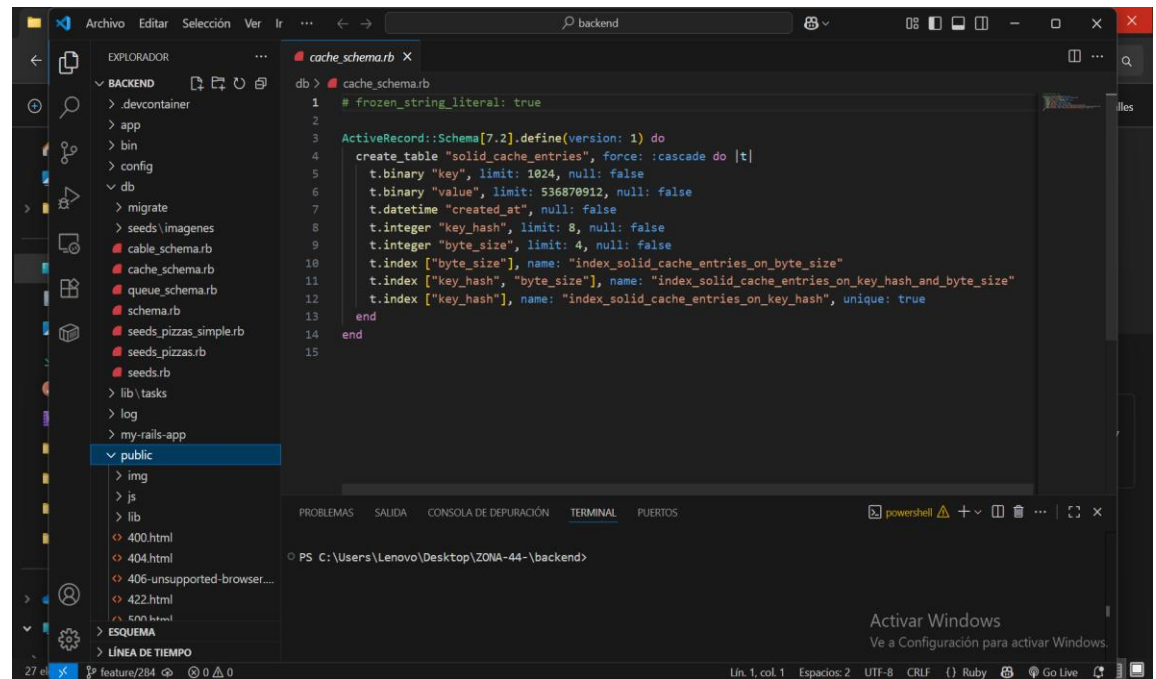 Archivo Editar Selección Ver Ir ··· backend
EXPLORADOR ···
BACKEND
.devcontainer
app
bin
config
db
migrate
seeds\imagenes
cable_schema.rb
cache_schema.rb
queue_schema.rb
schema.rb
seeds_pizzas_simple.rb
seeds_pizzas.rb
seeds.rb
lib\tasks
log
my-rails-app
public
img
js
lib
400.html
404.html
406-unsupported-browser....
422.html
500.html
ESQUEMA
LÍNEA DE TIEMPO
cache_schema.rb
db > cache_schema.rb
1 # frozen_string_literal: true
2
3 ActiveRecord::Schema[7.2].define(version: 1) do
4 create_table "solid_cache_entries", force: :cascade do |t|
5 t.binary "key", limit: 1024, null: false
6 t.binary "value", limit: 536870912, null: false
7 t.datetime "created_at", null: false
8 t.integer "key_hash", limit: 8, null: false
9 t.integer "byte_size", limit: 4, null: false
10 t.index ["byte_size"], name: "index_solid_cache_entries_on_byte_size"
11 t.index ["key_hash", "byte_size"], name: "index_solid_cache_entries_on_key_hash_and_byte_size"
12 t.index ["key_hash"], name: "index_solid_cache_entries_on_key_hash", unique: true
13 end
14 end
15
PROBLEMAS SALIDA CONSOLA DE DEPURACIÓN TERMINAL PUERTOS powershell
PS C:\Users\Lenovo\Desktop\ZONA-44-\backend>
Activar Windows
Ve a Configuración para activar Windows.
27 feature/284 0 0 Lín. 1, col. 1 Espacios: 2 UTF-8 CRLF {} Ruby Go Live